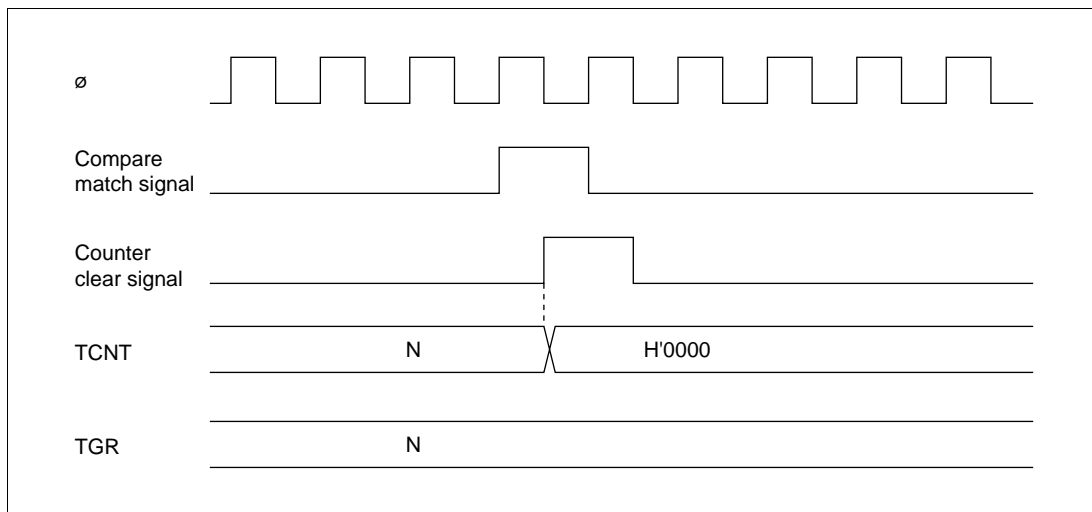 ø
Compare
match signal
Counter
clear signal
TCNT
N
H'0000
TGR
N